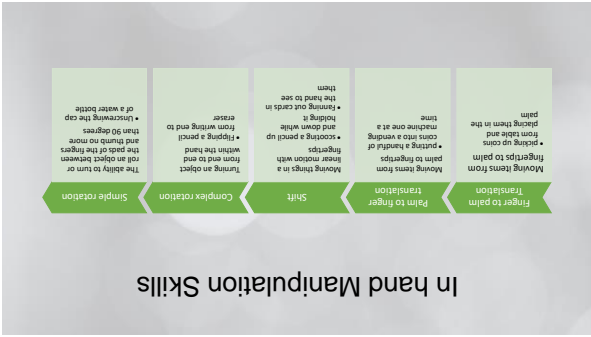 In hand Manipulation Skills
Finger to palm
Translation
Moving items from
fingertips to palm
• picking up coins
from table and
placing them in the
palm
Palm to finger
translation
Moving items from
palm to fingertips
• putting a handful of
coins into a vending
machine one at a
time
Shift
Moving things in a
linear motion with
fingertips
• scooting a pencil up
and down while
holding it
• Fanning out cards in
the hand to see
them
Complex rotation
Turning an object
from end to end
within the hand
• Flipping a pencil
from writing end to
eraser
Simple rotation
The ability to turn or
roll an object between
the pads of the fingers
and thumb no more
than 90 degrees
• Unscrewing the cap
of a water bottle